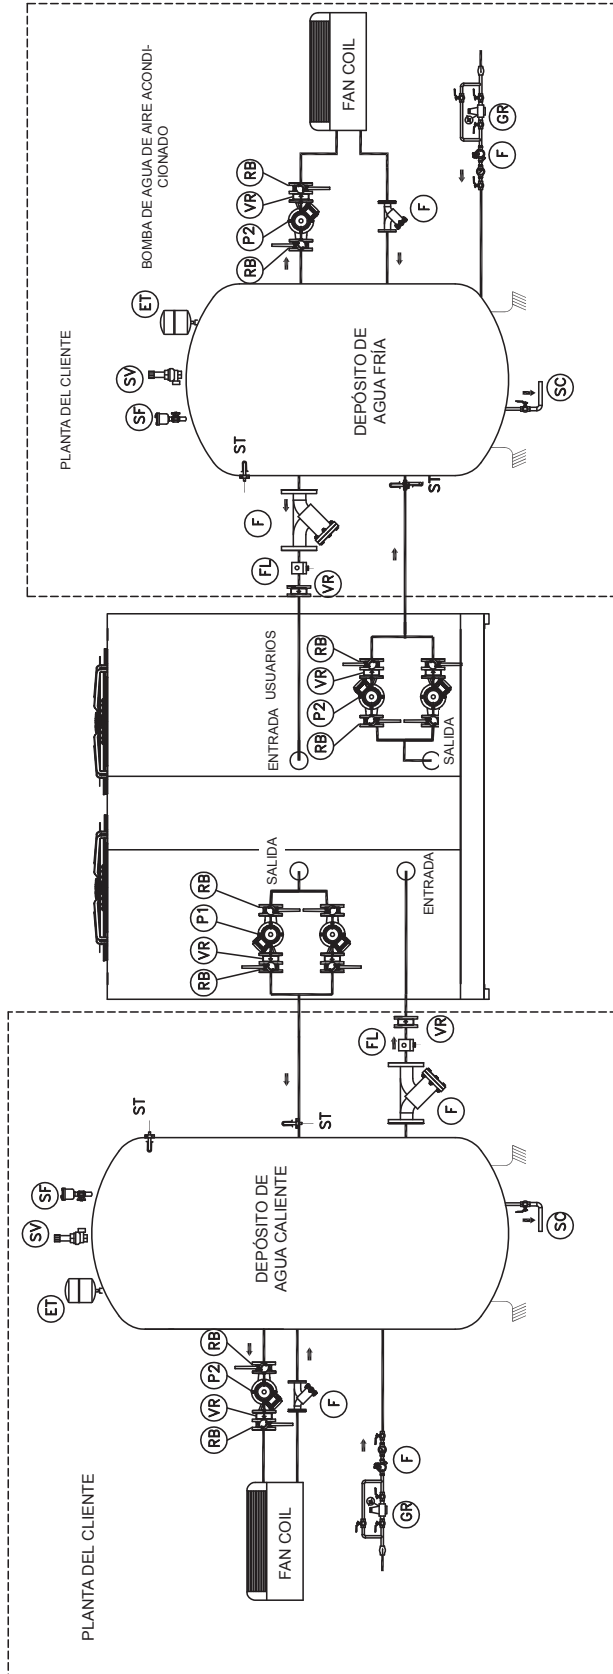 PLANTA DEL CLIENTE
ET
SV
SF
ST
RB
VR
P2
RB
FAN COIL
F
DEPÓSITO DE
AGUA CALIENTE
ST
GR
F
SC
F
FL
VR
RB
VR
P1
RB
SALIDA
ENTRADA
ENTRADA USUARIOS
RB
P2
VR
RB
SALIDA
PLANTA DEL CLIENTE
BOMBA DE AGUA DE AIRE ACONDI-
CIONADO
SF
SV
ET
ST
VR
FL
F
DEPÓSITO DE
AGUA FRÍA
RB
P2
VR
RB
FAN COIL
F
ST
SC
F
GR